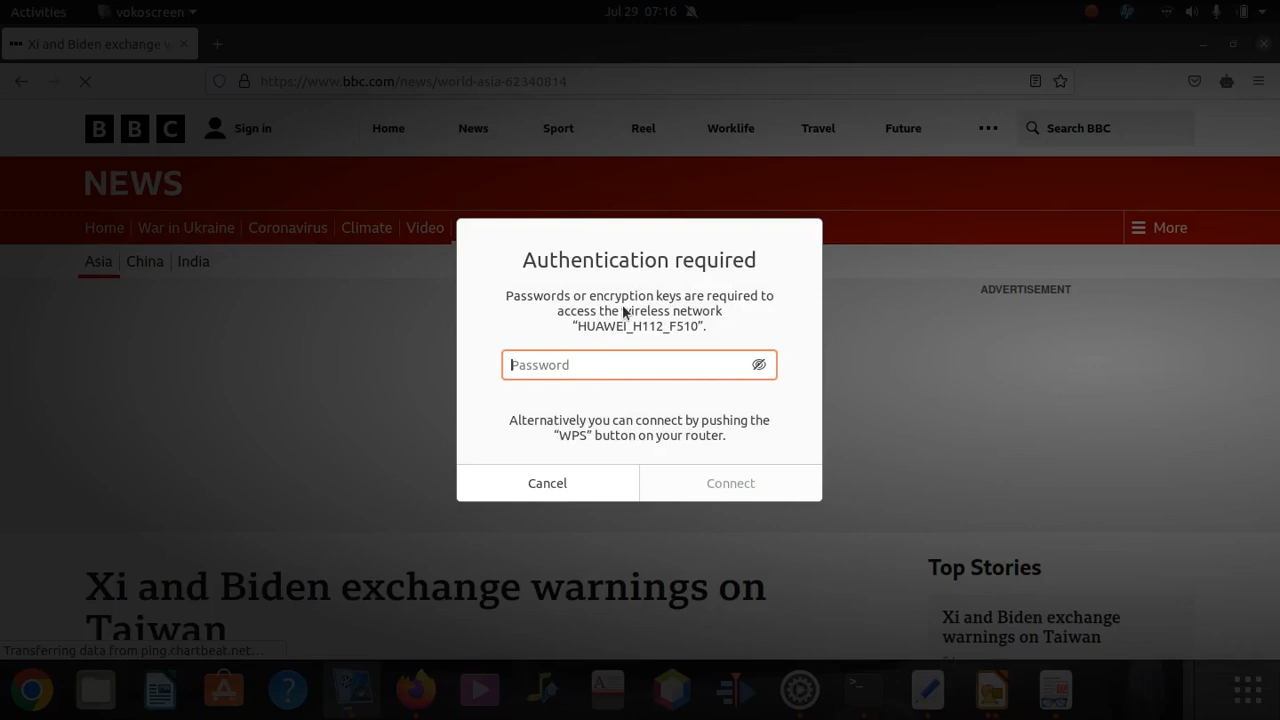 Activities
vokoscreen
Jul 29 07:16
Xi and Biden exchange w
https://www.bbc.com/news/world-asia-62340814
BBC
Sign in
Home
News
Sport
Reel
Worklife
Travel
Future
Search BBC
NEWS
Home
War in Ukraine
Coronavirus
Climate
Video
More
Asia
China
India
ADVERTISEMENT
Authentication required
Passwords or encryption keys are required to
access the wireless network
“HUAWEI_H112_F510”.
Password
Alternatively you can connect by pushing the
“WPS” button on your router.
Cancel
Connect
Xi and Biden exchange warnings on
Taiwan
Top Stories
Xi and Biden exchange
warnings on Taiwan
Transferring data from ping.chartbeat.net…